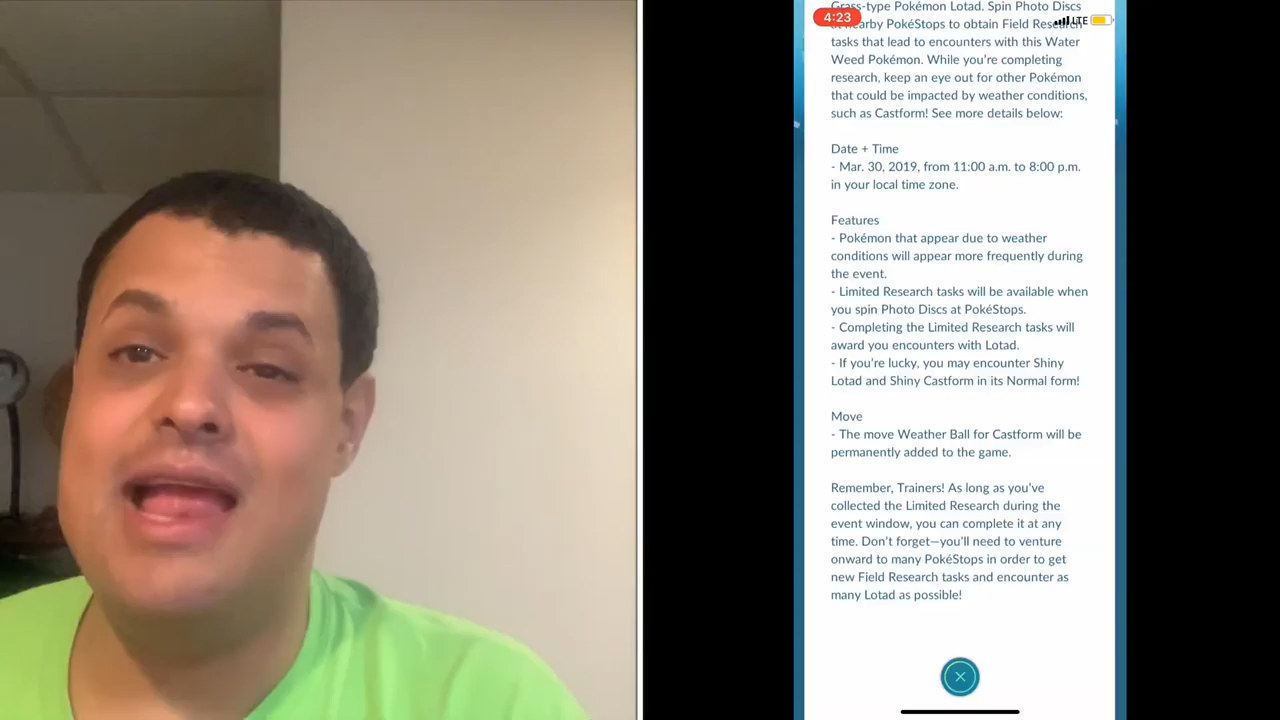 Grass-type Pokémon Lotad. Spin Photo Discs
4:23
LTE
at nearby PokéStops to obtain Field Research
tasks that lead to encounters with this Water
Weed Pokémon. While you're completing
research, keep an eye out for other Pokémon
that could be impacted by weather conditions,
such as Castform! See more details below:
Date + Time
- Mar. 30, 2019, from 11:00 a.m. to 8:00 p.m.
in your local time zone.
Features
- Pokémon that appear due to weather
conditions will appear more frequently during
the event.
- Limited Research tasks will be available when
you spin Photo Discs at PokéStops.
- Completing the Limited Research tasks will
award you encounters with Lotad.
- If you're lucky, you may encounter Shiny
Lotad and Shiny Castform in its Normal form!
Move
- The move Weather Ball for Castform will be
permanently added to the game.
Remember, Trainers! As long as you've
collected the Limited Research during the
event window, you can complete it at any
time. Don't forget—you'll need to venture
onward to many PokéStops in order to get
new Field Research tasks and encounter as
many Lotad as possible!